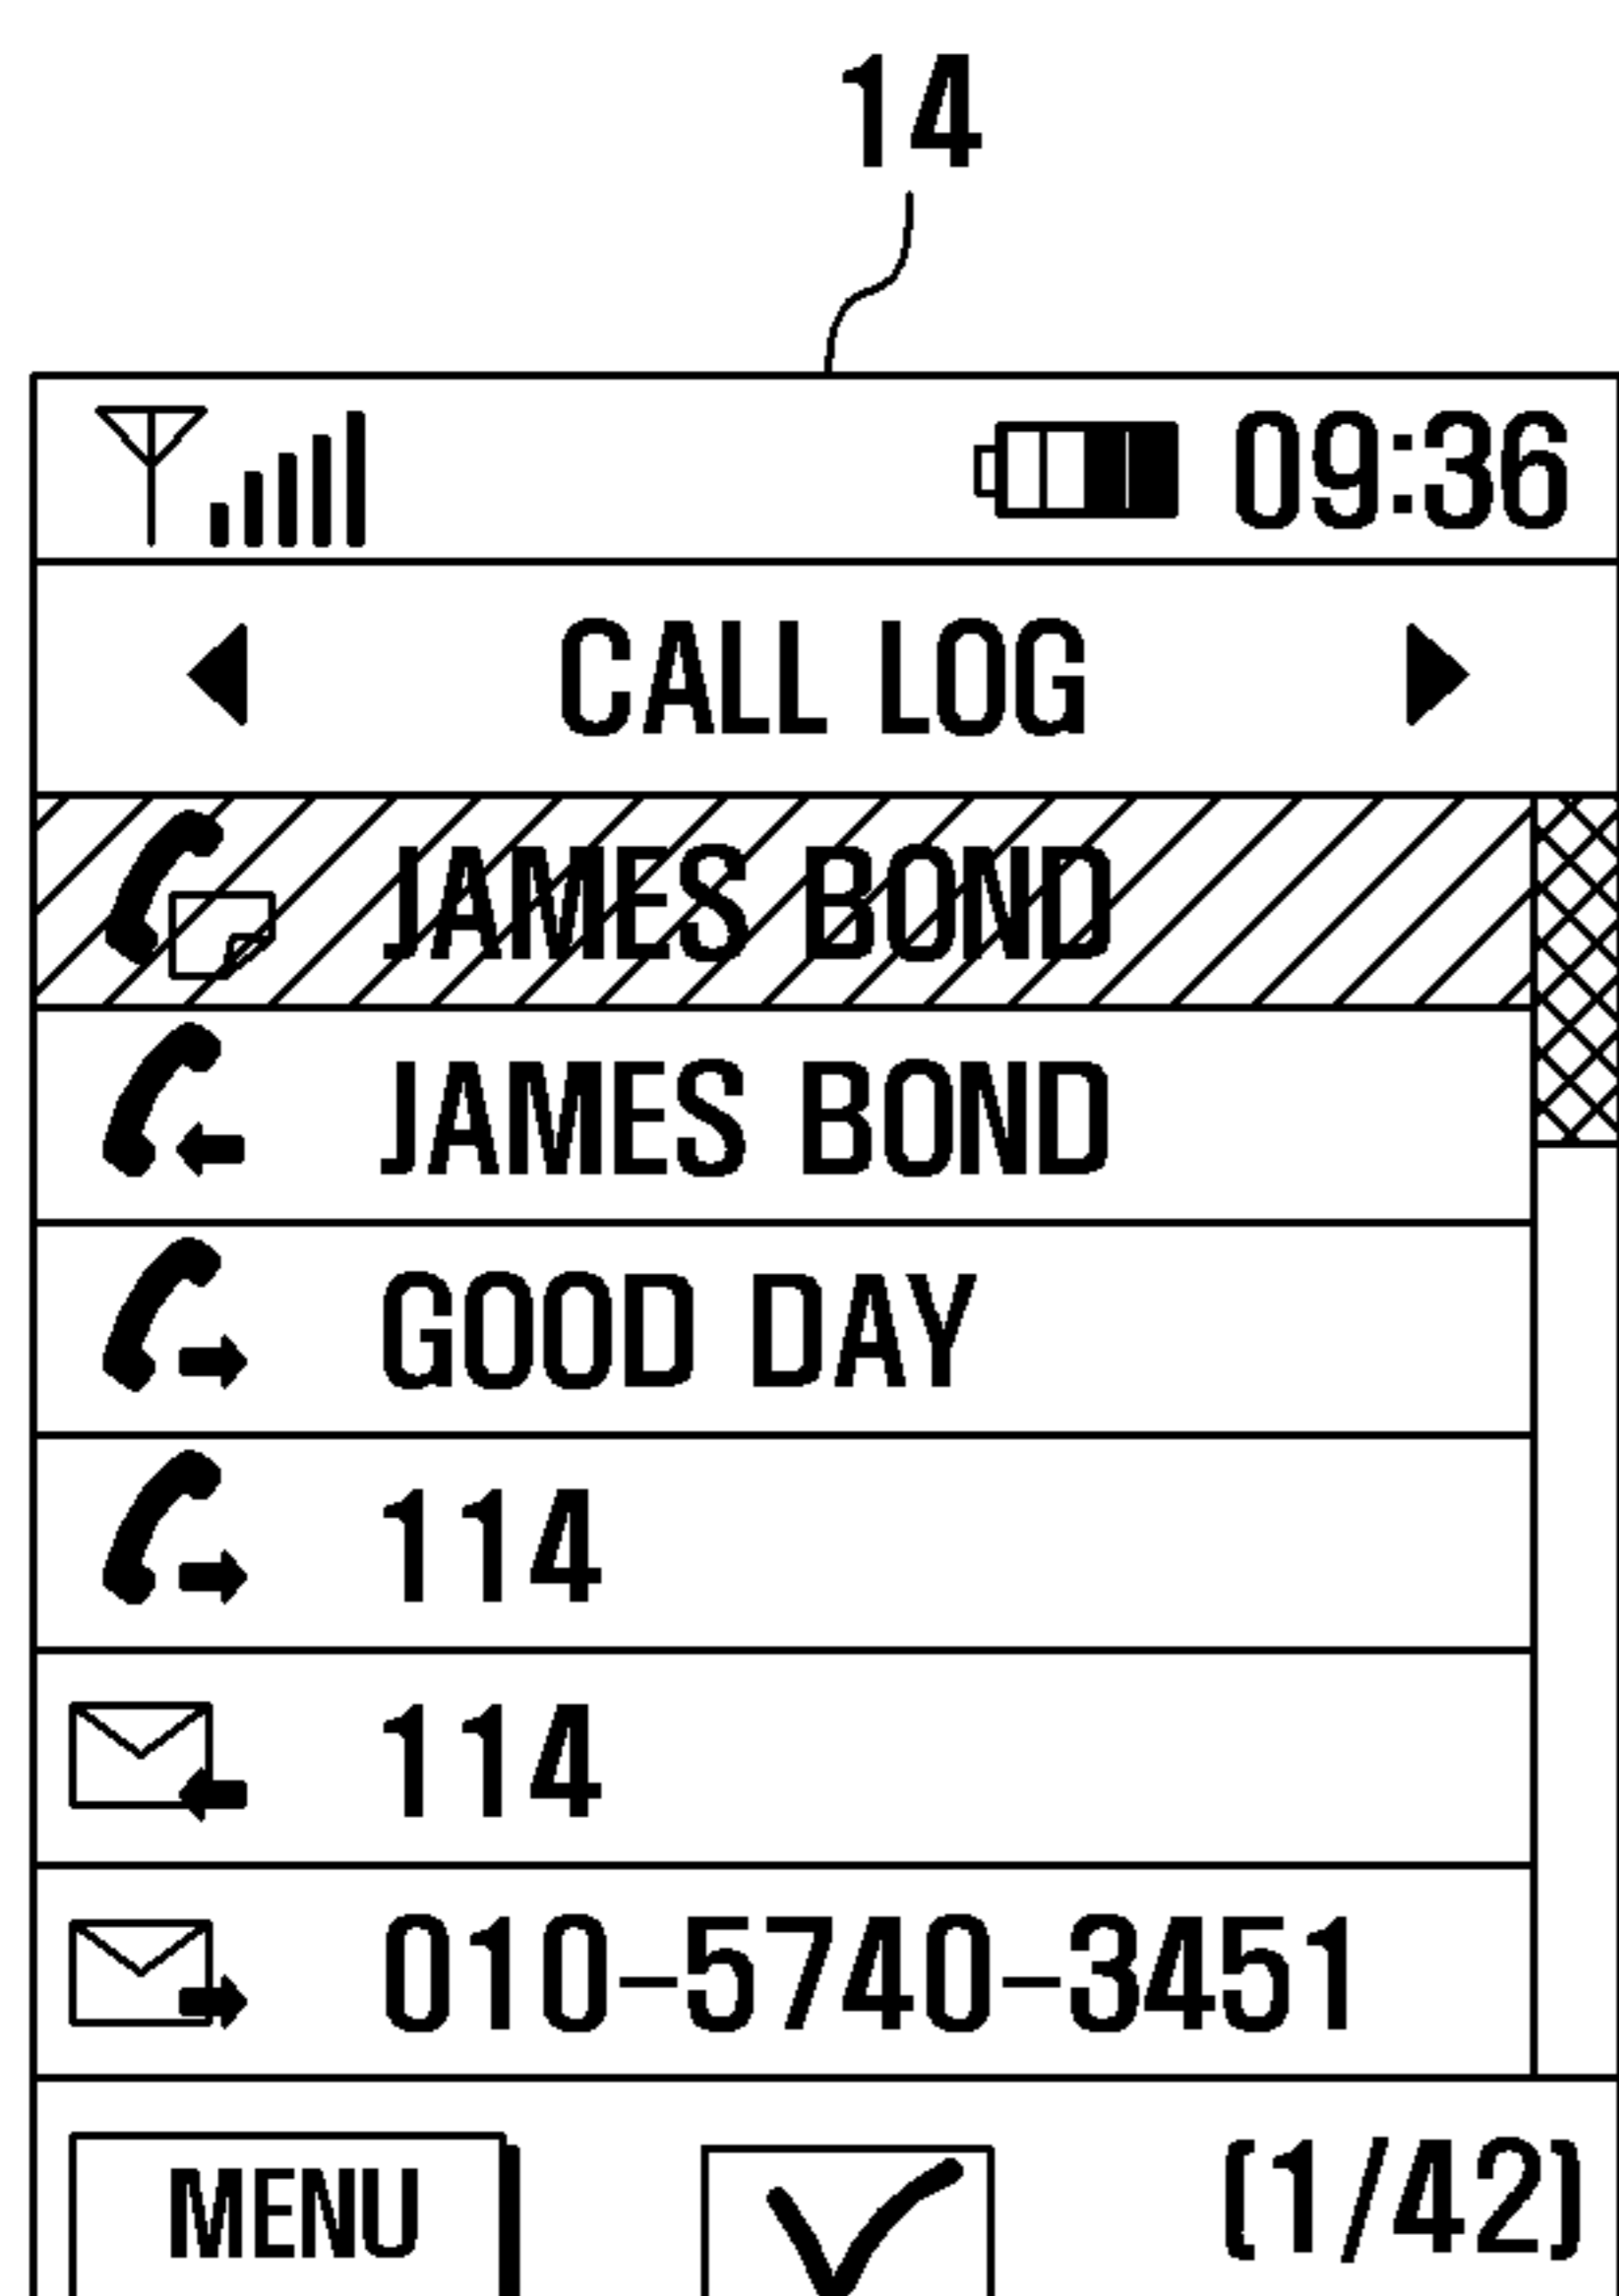 14
09:36
CALL LOG
JAMES BOND
JAMES BOND
GOOD DAY
114
114
010-5740-3451
MENU
(1/42)